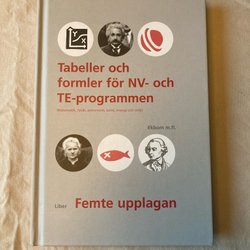 Y
X
Tabeller och
formler för NV- och
TE-programmen
Ekbom m.fl.
Liber
Femte upplagan